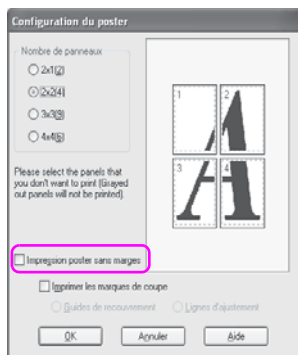 Configuration du poster
Nombre de panneaux
2x1(2)
2x2(4)
3x3(9)
4x4(16)
Please select the panels that
you don't want to print (Grayed
out panels will not be printed).
1
2
3
4
Impression poster sans marges
Imprimer les marques de coupe
Guides de recouvrement
Lignes d'ajustement
OK
Annuler
Aide